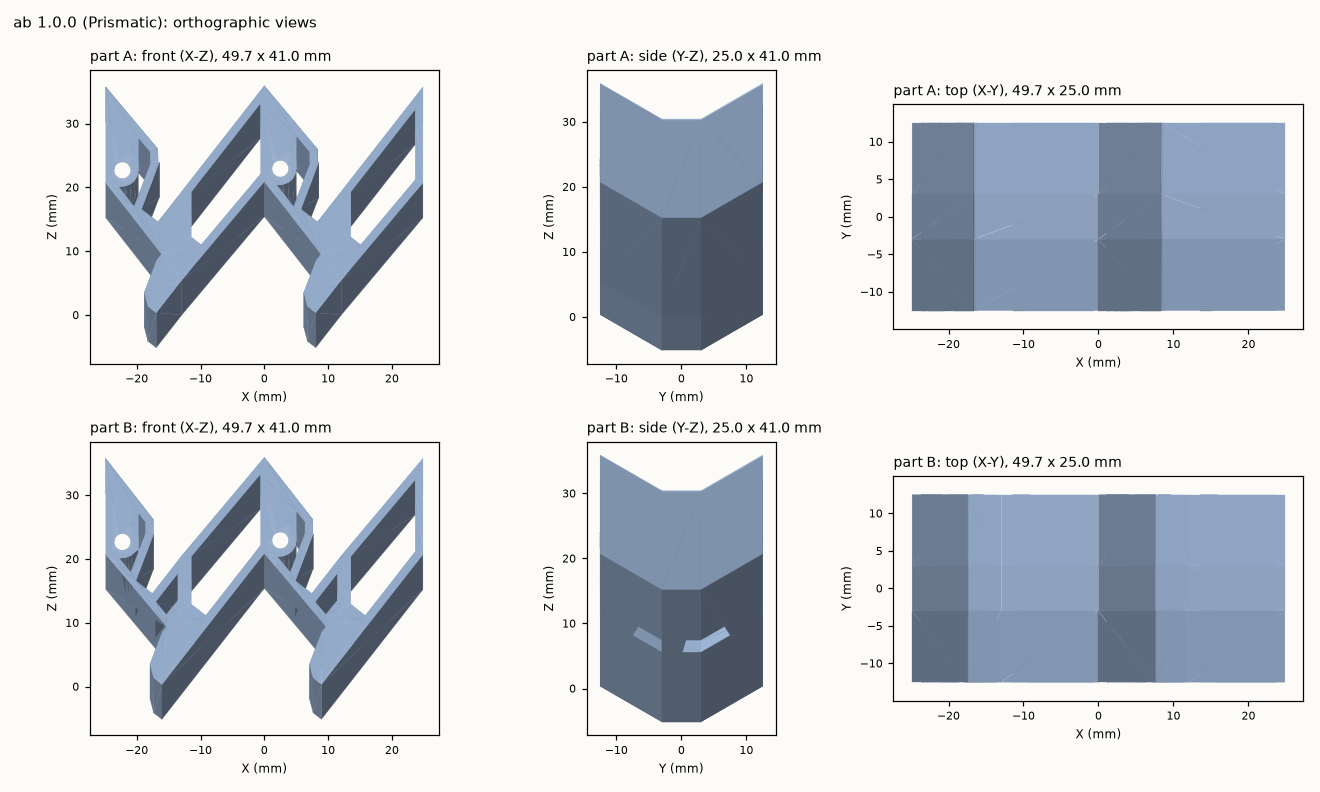 ab 1.0.0 (Prismatic): orthographic views
part A: front (X-Z), 49.7 x 41.0 mm
part A: side (Y-Z), 25.0 x 41.0 mm
part A: top (X-Y), 49.7 x 25.0 mm
Z (mm)
30
20
10
0
−20
−10
0
10
20
X (mm)
Z (mm)
30
20
10
0
−10
0
10
Y (mm)
Y (mm)
10
5
0
−5
−10
−20
−10
0
10
20
X (mm)
part B: front (X-Z), 49.7 x 41.0 mm
part B: side (Y-Z), 25.0 x 41.0 mm
part B: top (X-Y), 49.7 x 25.0 mm
Z (mm)
30
20
10
0
−20
−10
0
10
20
X (mm)
Z (mm)
30
20
10
0
−10
0
10
Y (mm)
Y (mm)
10
5
0
−5
−10
−20
−10
0
10
20
X (mm)